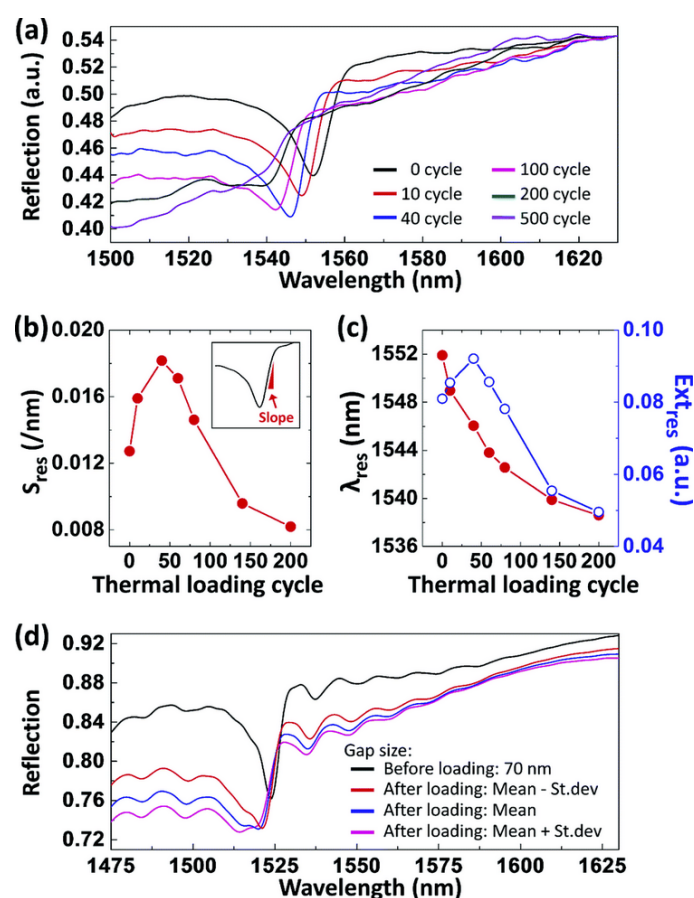 (a)
Reflection (a.u.)
0.54
0.52
0.50
0.48
0.46
0.44
0.42
0.40
0 cycle
10 cycle
40 cycle
100 cycle
200 cycle
500 cycle
1500 1520 1540 1560 1580 1600 1620
Wavelength (nm)
(b)
S_res (/nm)
0.020
0.016
0.012
0.008
Slope
0 50 100 150 200
Thermal loading cycle
(c)
λ_res (nm)
1552
1548
1544
1540
1536
0.10
0.08
0.06
0.04
Ext_res (a.u.)
0 50 100 150 200
Thermal loading cycle
(d)
Reflection
0.92
0.88
0.84
0.80
0.76
0.72
Gap size:
Before loading: 70 nm
After loading: Mean - St.dev
After loading: Mean
After loading: Mean + St.dev
1475 1500 1525 1550 1575 1600 1625
Wavelength (nm)